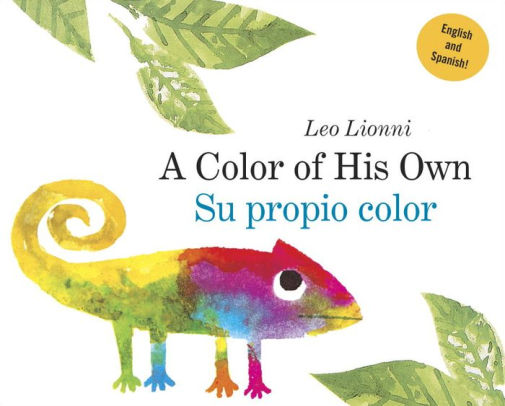 English
and
Spanish!
Leo Lionni
A Color of His Own
Su propio color